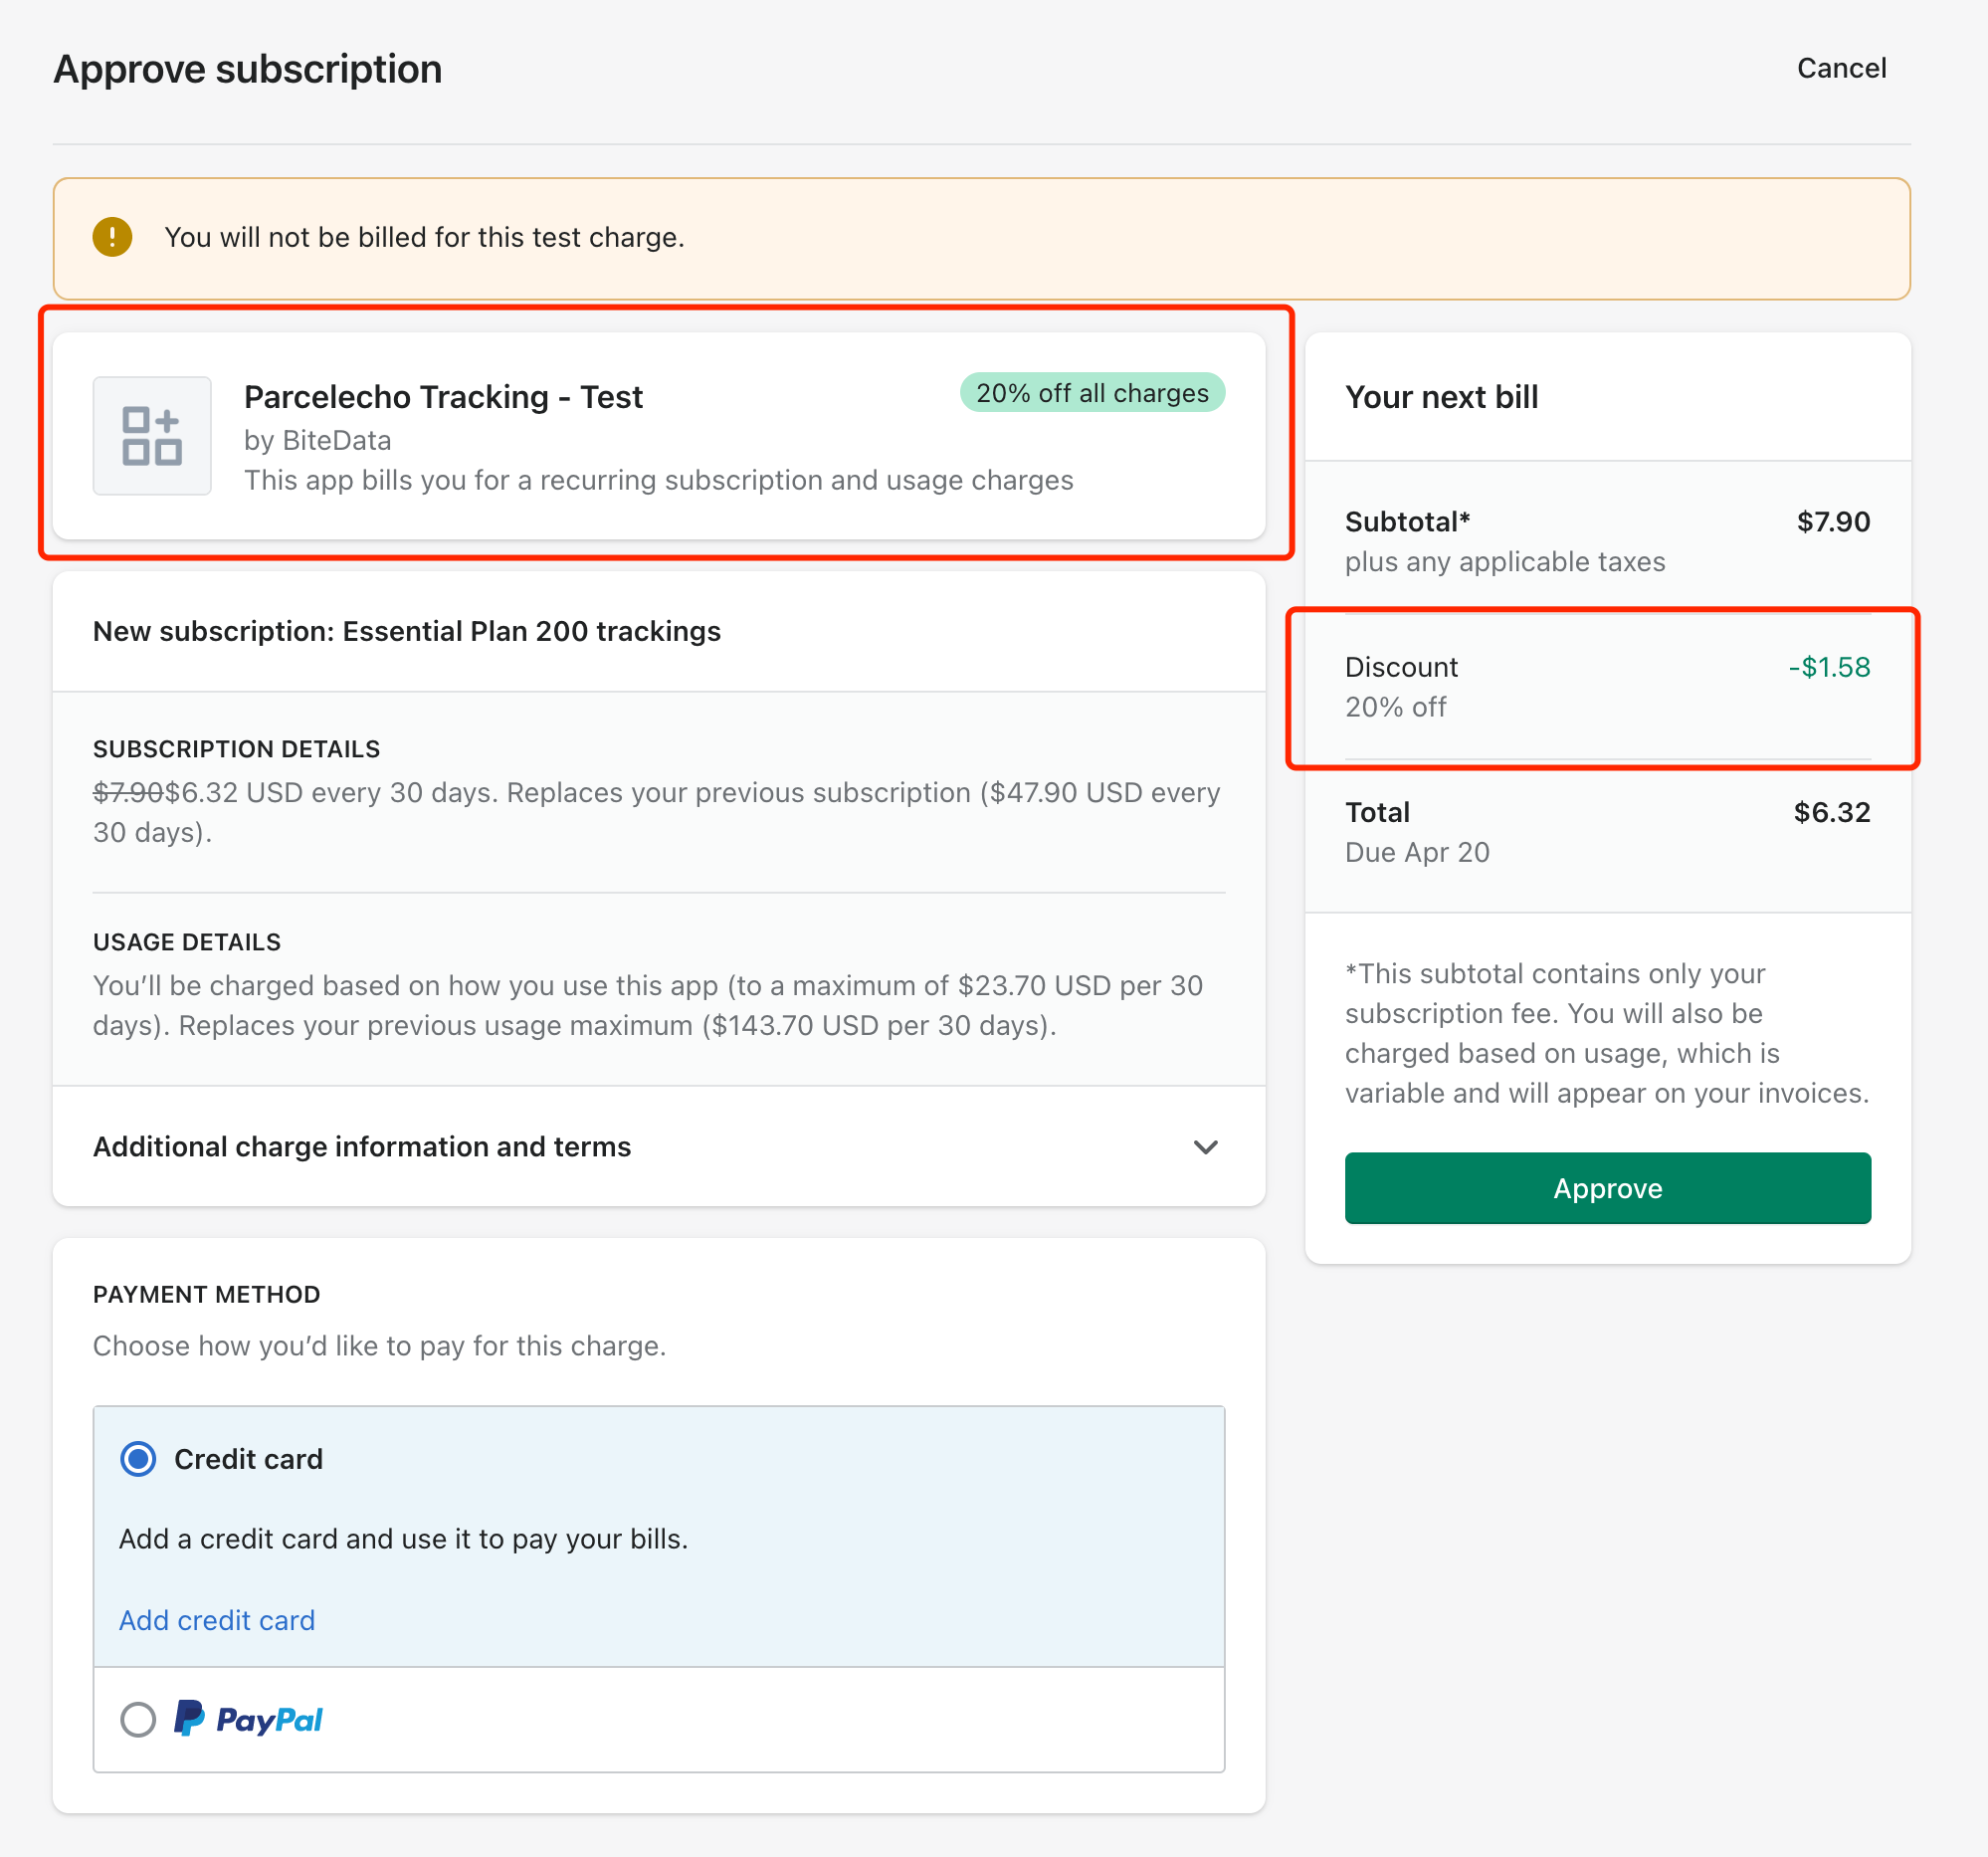 Approve subscription
Cancel
You will not be billed for this test charge.
Parcelecho Tracking - Test
20% off all charges
by BiteData
This app bills you for a recurring subscription and usage charges
New subscription: Essential Plan 200 trackings
SUBSCRIPTION DETAILS
$7.90$6.32 USD every 30 days. Replaces your previous subscription ($47.90 USD every
30 days).
USAGE DETAILS
You’ll be charged based on how you use this app (to a maximum of $23.70 USD per 30
days). Replaces your previous usage maximum ($143.70 USD per 30 days).
Additional charge information and terms
PAYMENT METHOD
Choose how you’d like to pay for this charge.
Credit card
Add a credit card and use it to pay your bills.
Add credit card
PayPal
Your next bill
Subtotal* $7.90
plus any applicable taxes
Discount -$1.58
20% off
Total $6.32
Due Apr 20
*This subtotal contains only your
subscription fee. You will also be
charged based on usage, which is
variable and will appear on your invoices.
Approve